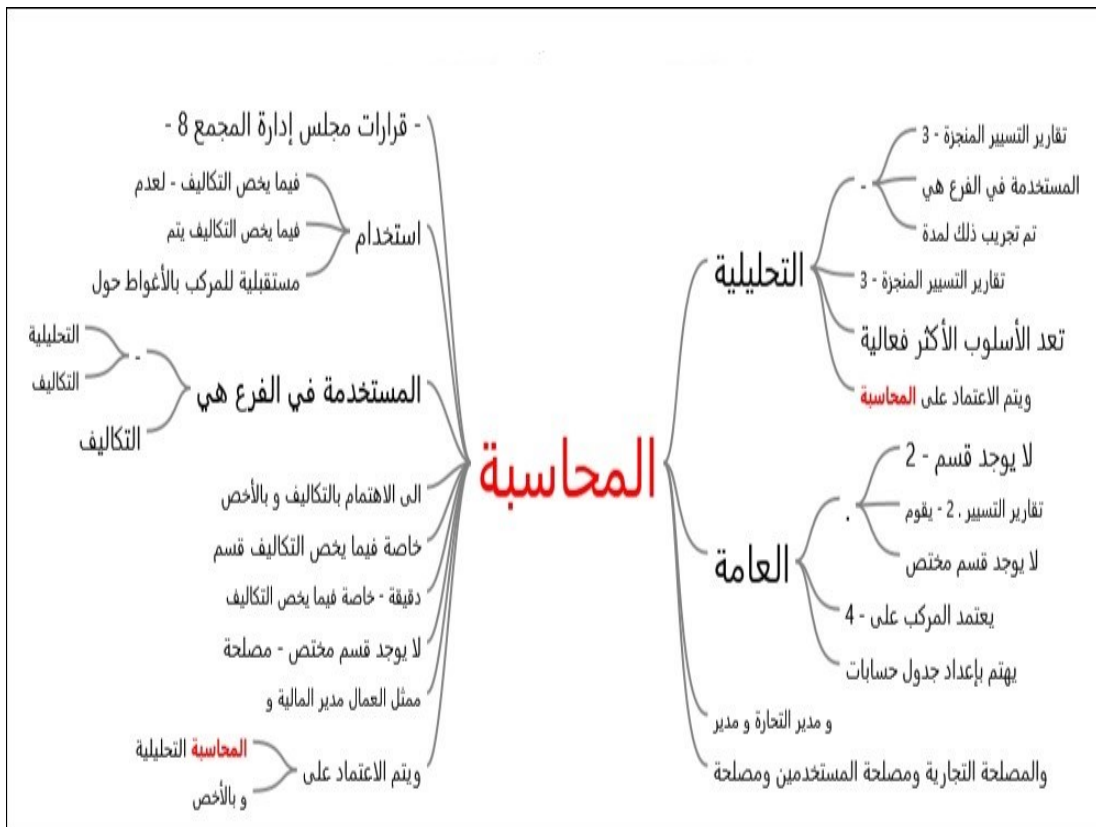 المحاسبة
التحليلية
-
تقارير التسيير المنجزة - 3
المستخدمة في الفرع هي
تم تجريب ذلك لمدة
تقارير التسيير المنجزة - 3
تعد الأسلوب الأكثر فعالية
ويتم الاعتماد على المحاسبة
العامة
.
لا يوجد قسم - 2
تقارير التسيير . 2 - يقوم
لا يوجد قسم مختص
يعتمد المركب على - 4
يهتم بإعداد جدول حسابات
و مدير التجارة و مدير
والمصلحة التجارية ومصلحة المستخدمين ومصلحة
- قرارات مجلس إدارة المجمع 8 -
استخدام
فيما يخص التكاليف - لعدم
فيما يخص التكاليف يتم
مستقبلية للمركب بالأغواط حول
المستخدمة في الفرع هي
-
التحليلية
التكاليف
التكاليف
الى الاهتمام بالتكاليف و بالأخص
خاصة فيما يخص التكاليف قسم
دقيقة - خاصة فيما يخص التكاليف
لا يوجد قسم مختص - مصلحة
ممثل العمال مدير المالية و
ويتم الاعتماد على
المحاسبة التحليلية
و بالأخص